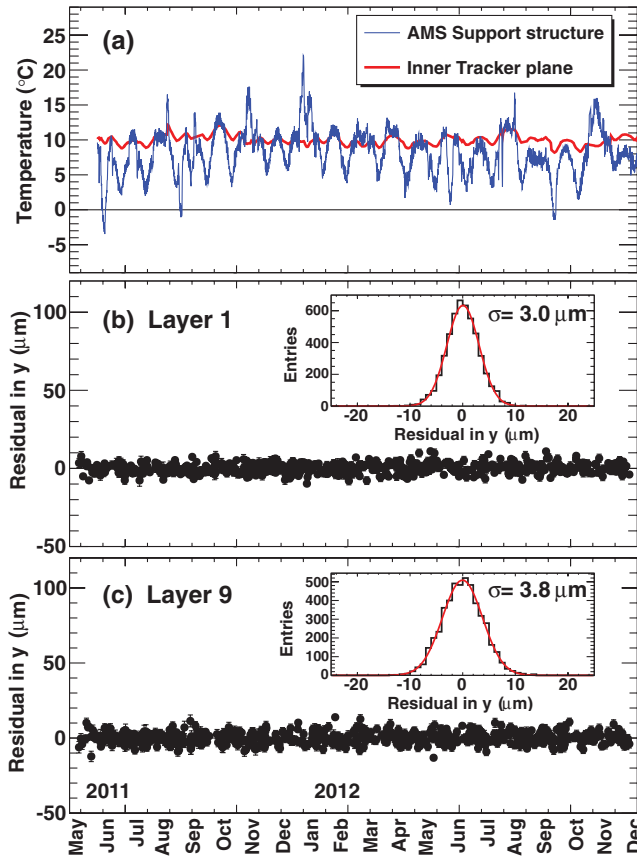 (a)
AMS Support structure
Inner Tracker plane
Temperature (°C)
20
15
10
5
0
-5
(b) Layer 1
σ= 3.0 μm
Entries
600
400
200
0
-20 -10 0 10 20
Residual in y (μm)
Residual in y (μm)
100
50
0
-50
(c) Layer 9
σ= 3.8 μm
Entries
500
400
300
200
100
0
-20 -10 0 10 20
Residual in y (μm)
Residual in y (μm)
100
50
0
-50
2011 2012
May Jun Jul Aug Sep Oct Nov Dec Jan Feb Mar Apr May Jun Jul Aug Sep Oct Nov Dec